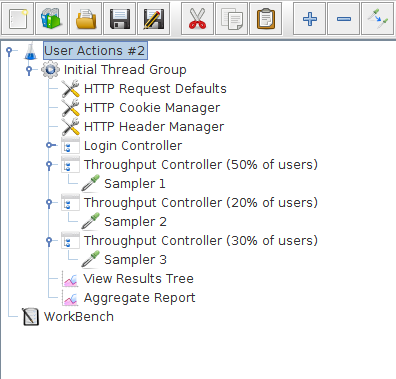 User Actions #2
Initial Thread Group
HTTP Request Defaults
HTTP Cookie Manager
HTTP Header Manager
Login Controller
Throughput Controller (50% of users)
Sampler 1
Throughput Controller (20% of users)
Sampler 2
Throughput Controller (30% of users)
Sampler 3
View Results Tree
Aggregate Report
WorkBench